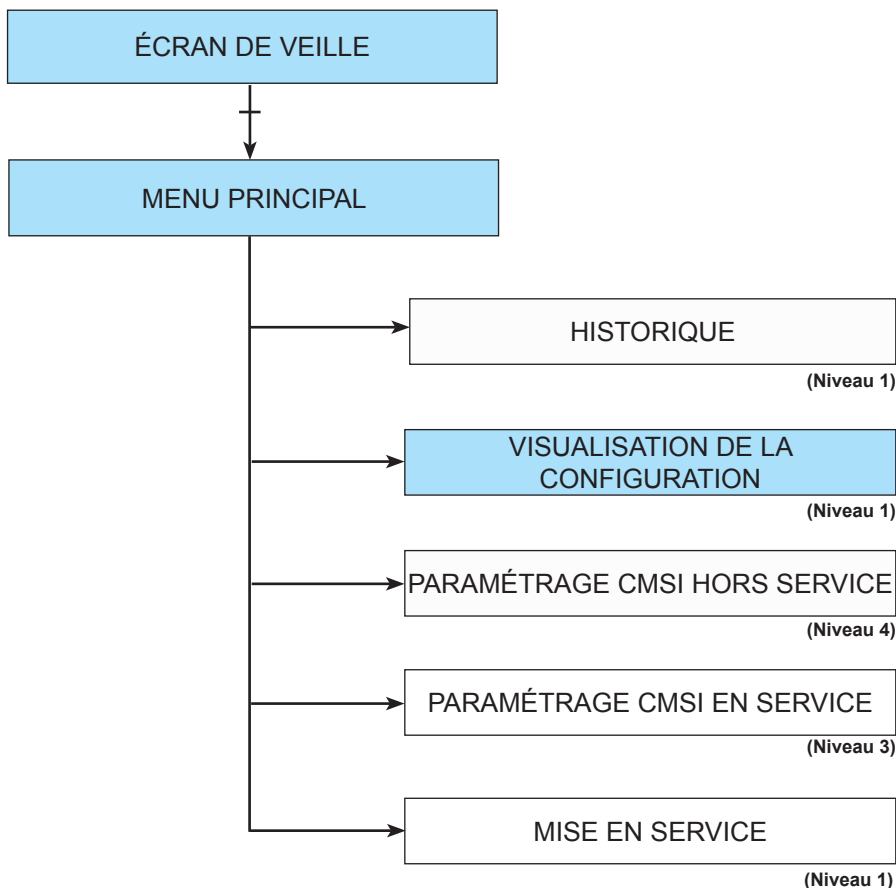 ÉCRAN DE VEILLE
MENU PRINCIPAL
HISTORIQUE
(Niveau 1)
VISUALISATION DE LA
CONFIGURATION
(Niveau 1)
PARAMÉTRAGE CMSI HORS SERVICE
(Niveau 4)
PARAMÉTRAGE CMSI EN SERVICE
(Niveau 3)
MISE EN SERVICE
(Niveau 1)